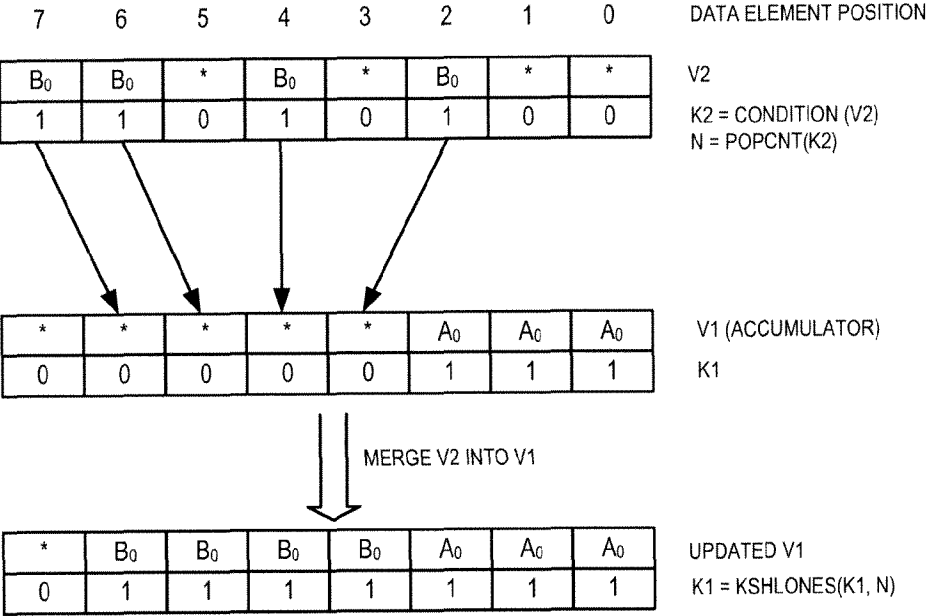 7 6 5 4 3 2 1 0 DATA ELEMENT POSITION
B₀ B₀ * B₀ * B₀ * * V2
1 1 0 1 0 1 0 0 K2 = CONDITION (V2)
N = POPCNT(K2)
* * * * * A₀ A₀ A₀ V1 (ACCUMULATOR)
0 0 0 0 0 1 1 1 K1
MERGE V2 INTO V1
* B₀ B₀ B₀ B₀ A₀ A₀ A₀ UPDATED V1
0 1 1 1 1 1 1 1 K1 = KSHLONES(K1, N)